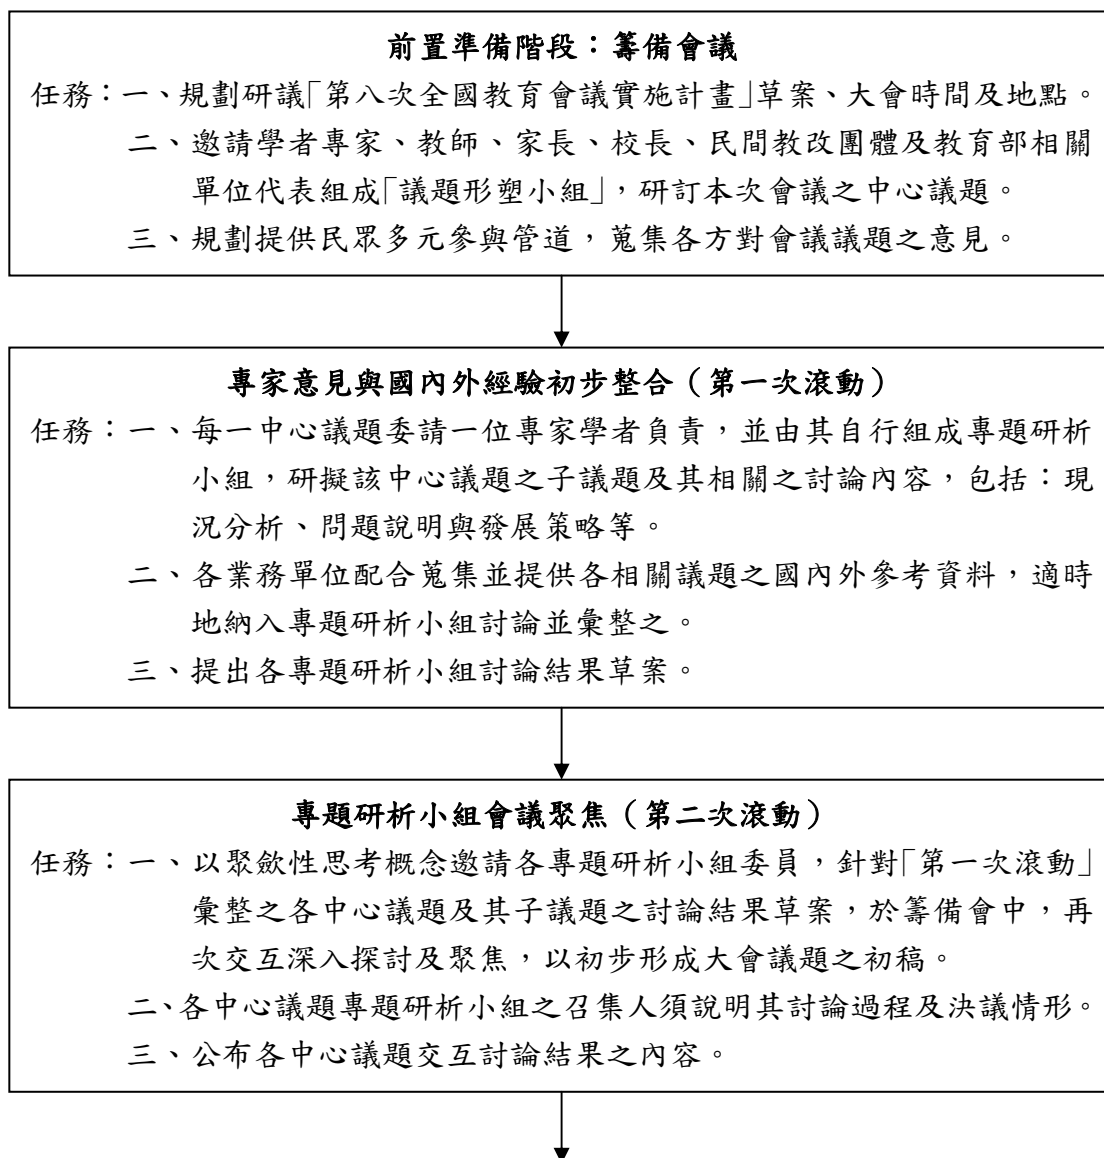 前置準備階段：籌備會議
任務：一、規劃研議「第八次全國教育會議實施計畫」草案、大會時間及地點。
二、邀請學者專家、教師、家長、校長、民間教改團體及教育部相關
單位代表組成「議題形塑小組」，研訂本次會議之中心議題。
三、規劃提供民眾多元參與管道，蒐集各方對會議議題之意見。
專家意見與國內外經驗初步整合（第一次滾動）
任務：一、每一中心議題委請一位專家學者負責，並由其自行組成專題研析
小組，研擬該中心議題之子議題及其相關之討論內容，包括：現
況分析、問題說明與發展策略等。
二、各業務單位配合蒐集並提供各相關議題之國內外參考資料，適時
地納入專題研析小組討論並彙整之。
三、提出各專題研析小組討論結果草案。
專題研析小組會議聚焦（第二次滾動）
任務：一、以聚斂性思考概念邀請各專題研析小組委員，針對「第一次滾動」
彙整之各中心議題及其子議題之討論結果草案，於籌備會中，再
次交互深入探討及聚焦，以初步形成大會議題之初稿。
二、各中心議題專題研析小組之召集人須說明其討論過程及決議情形。
三、公布各中心議題交互討論結果之內容。